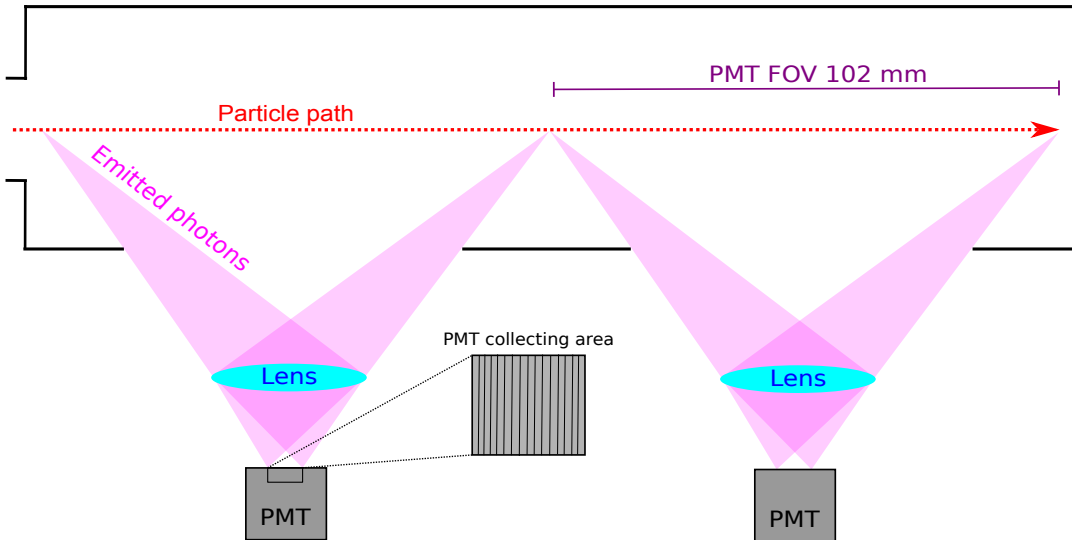 PMT FOV 102 mm
Particle path
Emitted photons
PMT collecting area
Lens
Lens
PMT
PMT